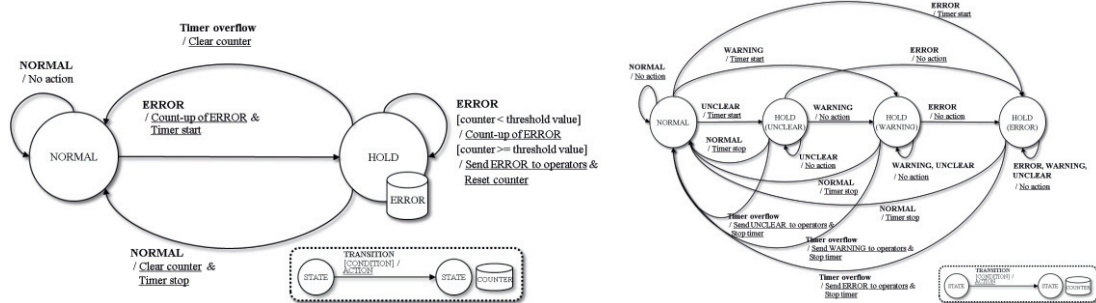 Timer overflow
/ Clear counter
NORMAL
/ No action
ERROR
/ Count-up of ERROR &
Timer start
ERROR
[counter < threshold value]
/ Count-up of ERROR
[counter >= threshold value]
/ Send ERROR to operators &
Reset counter
NORMAL
HOLD
ERROR
NORMAL
/ Clear counter &
Timer stop
TRANSITION
[CONDITION] /
ACTION
STATE
STATE
COUNTER
ERROR
/ Timer start
WARNING
/ Timer start
ERROR
/ No action
NORMAL
/ No action
UNCLEAR
/ Timer start
WARNING
/ No action
ERROR
/ No action
NORMAL
HOLD
(UNCLEAR)
HOLD
(WARNING)
HOLD
(ERROR)
NORMAL
/ Timer stop
UNCLEAR
/ No action
WARNING, UNCLEAR
/ No action
ERROR, WARNING,
UNCLEAR
/ No action
NORMAL
/ Timer stop
NORMAL
/ Timer stop
Timer overflow
/ Send UNCLEAR to operators &
Stop timer
Timer overflow
/ Send WARNING to operators &
Stop timer
Timer overflow
/ Send ERROR to operators &
Stop timer
TRANSITION
[CONDITION] /
ACTION
STATE
STATE
COUNTER